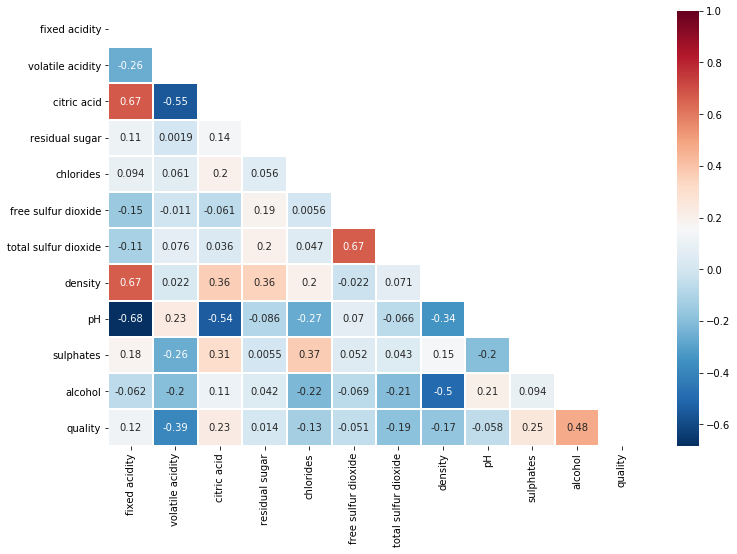 fixed acidity
volatile acidity -0.26
citric acid 0.67 -0.55
residual sugar 0.11 0.0019 0.14
chlorides 0.094 0.061 0.2 0.056
free sulfur dioxide -0.15 -0.011 -0.061 0.19 0.0056
total sulfur dioxide -0.11 0.076 0.036 0.2 0.047 0.67
density 0.67 0.022 0.36 0.36 0.2 -0.022 0.071
pH -0.68 0.23 -0.54 -0.086 -0.27 0.07 -0.066 -0.34
sulphates 0.18 -0.26 0.31 0.0055 0.37 0.052 0.043 0.15 -0.2
alcohol -0.062 -0.2 0.11 0.042 -0.22 -0.069 -0.21 -0.5 0.21 0.094
quality 0.12 -0.39 0.23 0.014 -0.13 -0.051 -0.19 -0.17 -0.058 0.25 0.48
fixed acidity
volatile acidity
citric acid
residual sugar
chlorides
free sulfur dioxide
total sulfur dioxide
density
pH
sulphates
alcohol
quality
1.0
0.8
0.6
0.4
0.2
0.0
−0.2
−0.4
−0.6